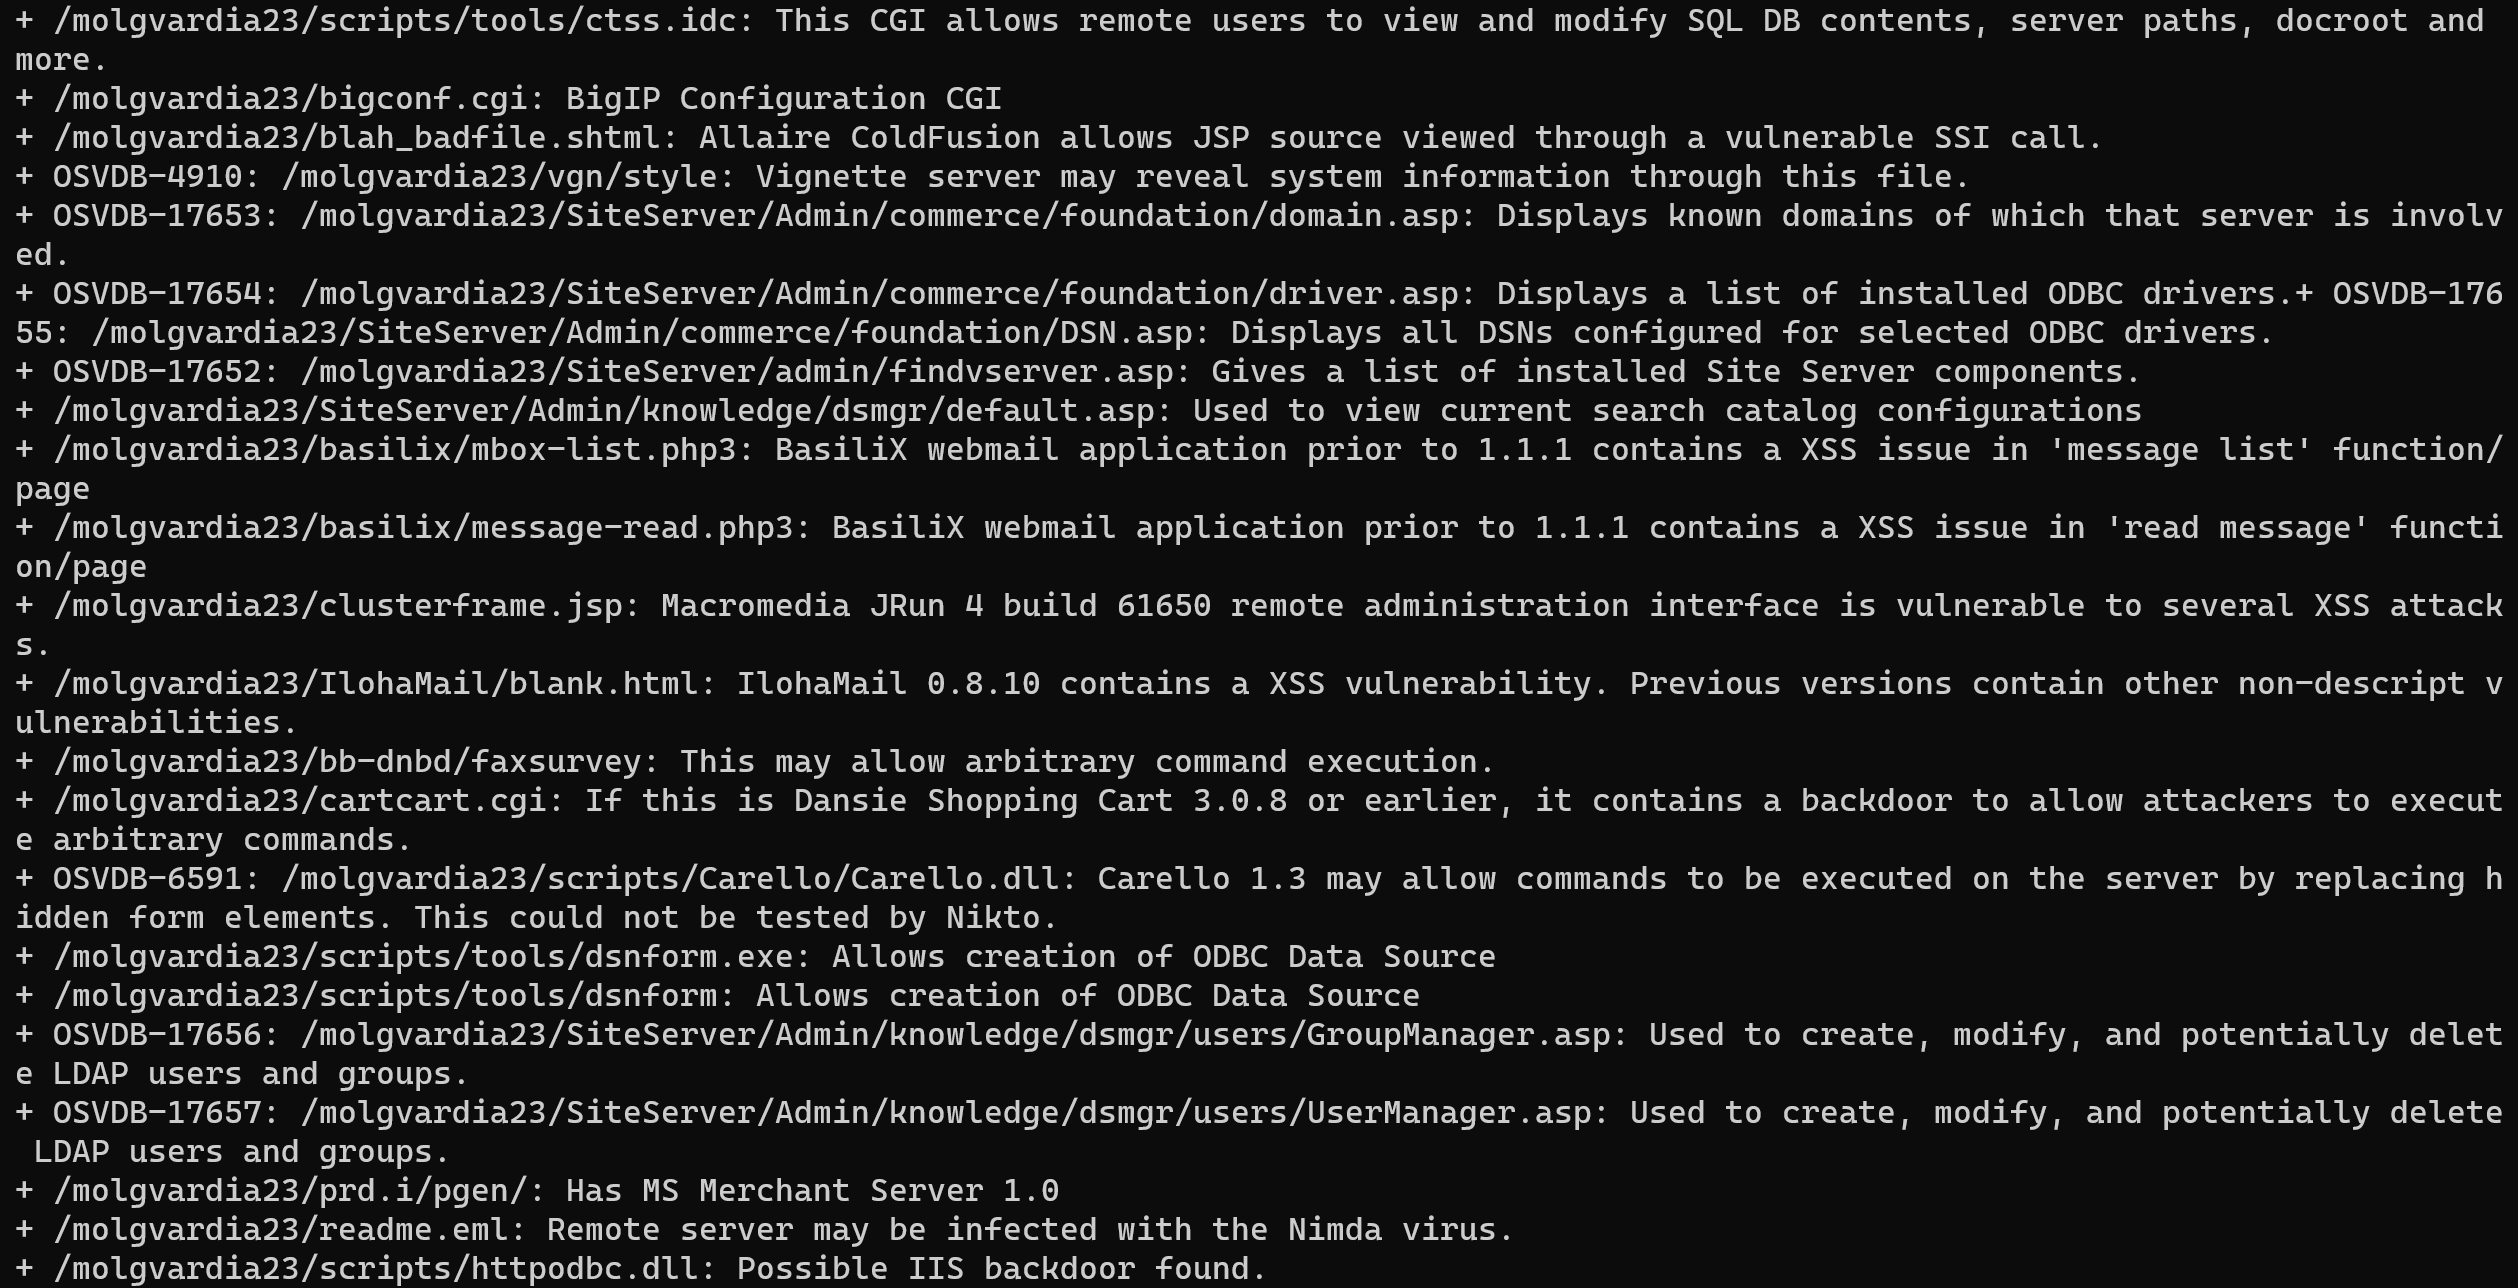 + /molgvardia23/scripts/tools/ctss.idc: This CGI allows remote users to view and modify SQL DB contents, server paths, docroot and
more.
+ /molgvardia23/bigconf.cgi: BigIP Configuration CGI
+ /molgvardia23/blah_badfile.shtml: Allaire ColdFusion allows JSP source viewed through a vulnerable SSI call.
+ OSVDB-4910: /molgvardia23/vgn/style: Vignette server may reveal system information through this file.
+ OSVDB-17653: /molgvardia23/SiteServer/Admin/commerce/foundation/domain.asp: Displays known domains of which that server is involv
ed.
+ OSVDB-17654: /molgvardia23/SiteServer/Admin/commerce/foundation/driver.asp: Displays a list of installed ODBC drivers.+ OSVDB-176
55: /molgvardia23/SiteServer/Admin/commerce/foundation/DSN.asp: Displays all DSNs configured for selected ODBC drivers.
+ OSVDB-17652: /molgvardia23/SiteServer/admin/findvserver.asp: Gives a list of installed Site Server components.
+ /molgvardia23/SiteServer/Admin/knowledge/dsmgr/default.asp: Used to view current search catalog configurations
+ /molgvardia23/basilix/mbox-list.php3: BasiliX webmail application prior to 1.1.1 contains a XSS issue in 'message list' function/
page
+ /molgvardia23/basilix/message-read.php3: BasiliX webmail application prior to 1.1.1 contains a XSS issue in 'read message' functi
on/page
+ /molgvardia23/clusterframe.jsp: Macromedia JRun 4 build 61650 remote administration interface is vulnerable to several XSS attack
s.
+ /molgvardia23/IlohaMail/blank.html: IlohaMail 0.8.10 contains a XSS vulnerability. Previous versions contain other non-descript v
ulnerabilities.
+ /molgvardia23/bb-dnbd/faxsurvey: This may allow arbitrary command execution.
+ /molgvardia23/cartcart.cgi: If this is Dansie Shopping Cart 3.0.8 or earlier, it contains a backdoor to allow attackers to execut
e arbitrary commands.
+ OSVDB-6591: /molgvardia23/scripts/Carello/Carello.dll: Carello 1.3 may allow commands to be executed on the server by replacing h
idden form elements. This could not be tested by Nikto.
+ /molgvardia23/scripts/tools/dsnform.exe: Allows creation of ODBC Data Source
+ /molgvardia23/scripts/tools/dsnform: Allows creation of ODBC Data Source
+ OSVDB-17656: /molgvardia23/SiteServer/Admin/knowledge/dsmgr/users/GroupManager.asp: Used to create, modify, and potentially delet
e LDAP users and groups.
+ OSVDB-17657: /molgvardia23/SiteServer/Admin/knowledge/dsmgr/users/UserManager.asp: Used to create, modify, and potentially delete
 LDAP users and groups.
+ /molgvardia23/prd.i/pgen/: Has MS Merchant Server 1.0
+ /molgvardia23/readme.eml: Remote server may be infected with the Nimda virus.
+ /molgvardia23/scripts/httpodbc.dll: Possible IIS backdoor found.